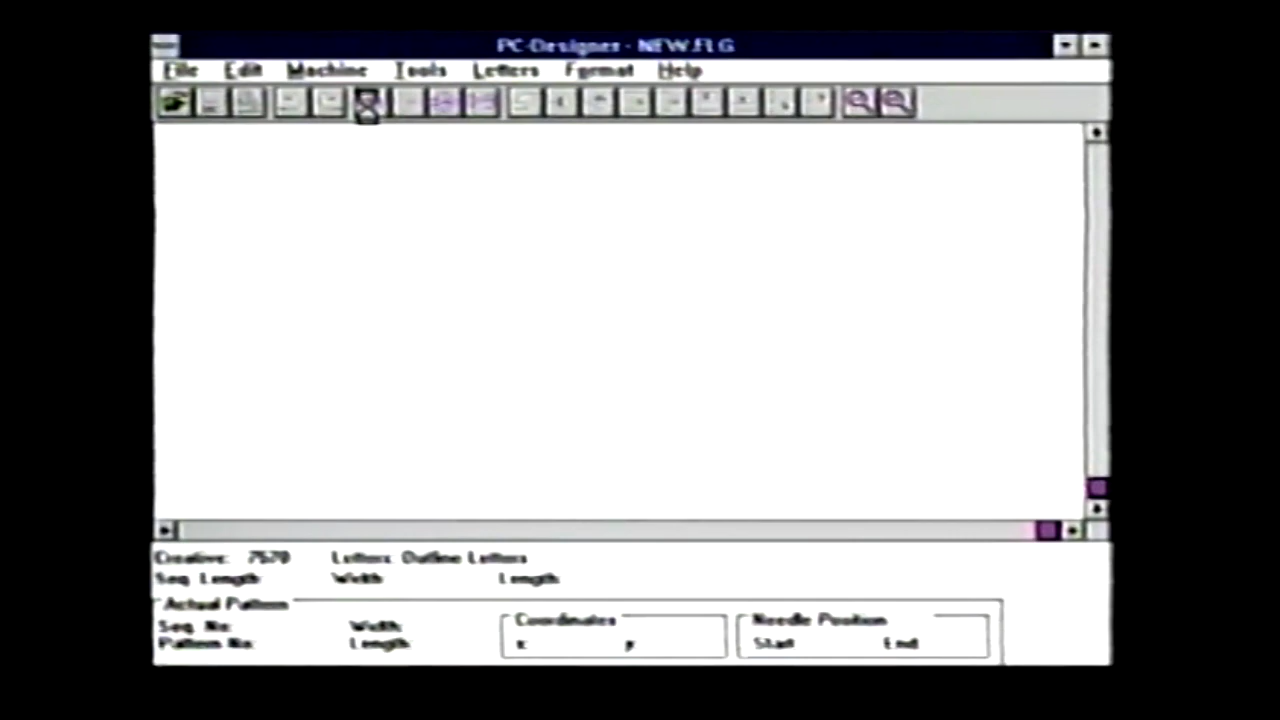 PC-Designer - NEW.FLG
File Edit Machine Tools Letters Format Help
Creative: 7570 Letters: Outline Letters
Seq. Length: Width: Length:
Actual Pattern
Seq. No: Width: Coordinates Needle Position
Pattern No: Length: x: y: Start: End: